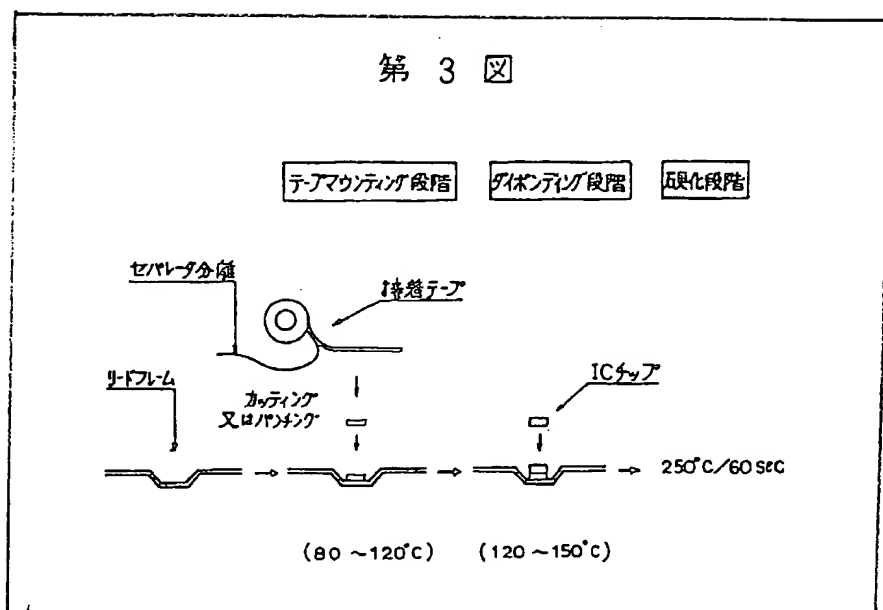 第 3 図
テープマウンティング段階
ダイボンディング段階
硬化段階
セパレータ分離
接着テープ
リードフレーム
カッティング
又はパンチング
ICチップ
250°C/60sec
(80 ~120°C)
(120 ~150°C)